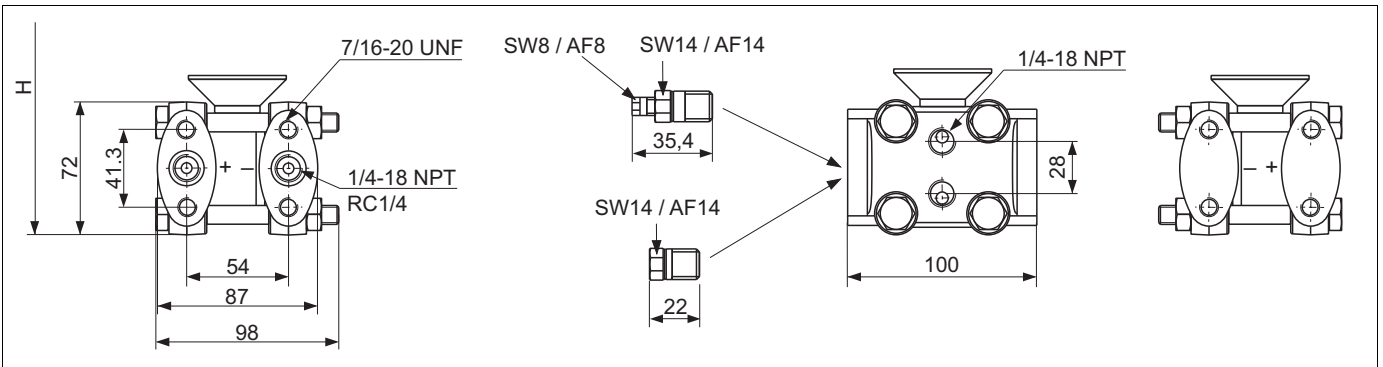 H
7/16-20 UNF
72
41.3
+ –
1/4-18 NPT
RC1/4
54
87
98
SW8 / AF8
SW14 / AF14
35,4
SW14 / AF14
22
1/4-18 NPT
28
100
– +